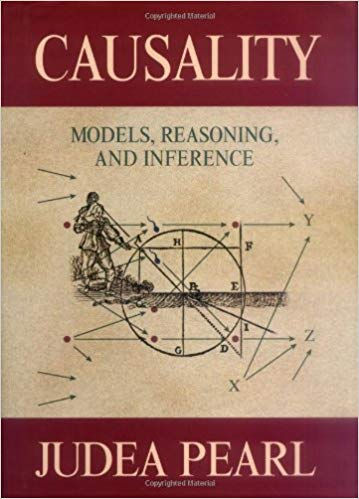 CAUSALITY
MODELS, REASONING,
AND INFERENCE
A
H
F
Y
B
E
I
G
D
Z
X
JUDEA PEARL